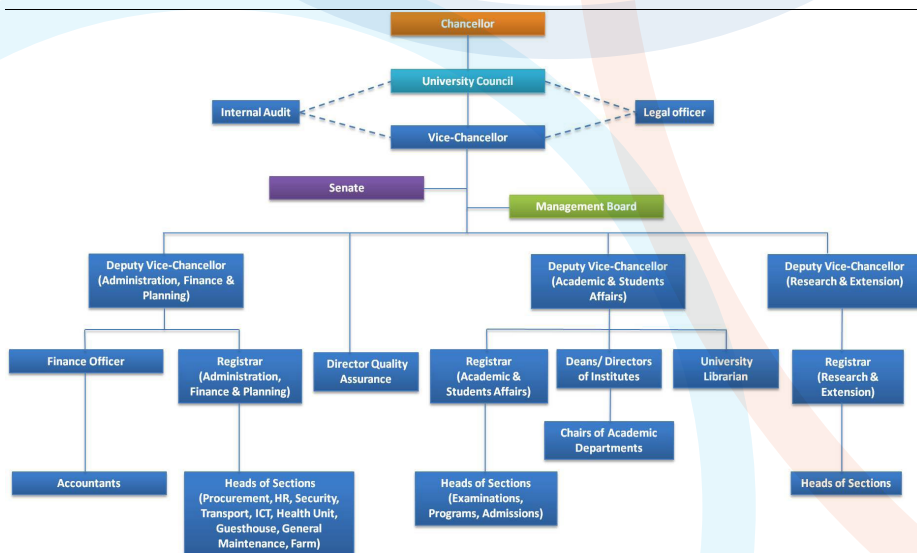 Chancellor
University Council
Internal Audit
Legal officer
Vice-Chancellor
Senate
Management Board
Deputy Vice-Chancellor
(Administration, Finance &
Planning)
Deputy Vice-Chancellor
(Academic & Students
Affairs)
Deputy Vice-Chancellor
(Research & Extension)
Finance Officer
Registrar
(Administration,
Finance & Planning)
Director Quality
Assurance
Registrar
(Academic &
Students Affairs)
Deans/ Directors
of Institutes
University
Librarian
Registrar
(Research &
Extension)
Chairs of Academic
Departments
Accountants
Heads of Sections
(Procurement, HR, Security,
Transport, ICT, Health Unit,
Guesthouse, General
Maintenance, Farm)
Heads of Sections
(Examinations,
Programs, Admissions)
Heads of Sections